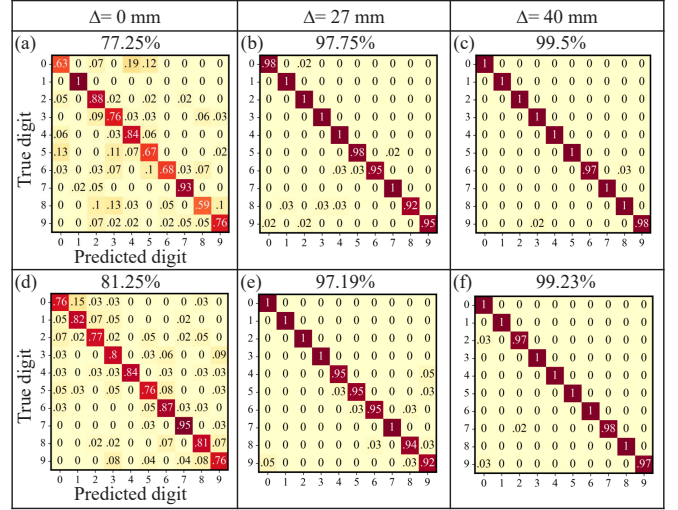 Δ= 0 mm Δ= 27 mm Δ= 40 mm
(a) 77.25% (b) 97.75% (c) 99.5%
0 .63 0 .07 0 .19 .12 0 0 0 0 .98 0 .02 0 0 0 0 0 0 0 0 1 0 0 0 0 0 0 0 0 0
1 0 1 0 0 0 0 0 0 0 0 0 1 0 0 0 0 0 0 0 0 1 0 1 0 0 0 0 0 0 0 0
2 .05 0 .88 .02 0 .02 0 .02 0 0 0 0 1 0 0 0 0 0 0 0 2 0 0 1 0 0 0 0 0 0 0
3 0 0 .09 .76 .03 0 0 0 .06 .03 0 0 0 1 0 0 0 0 0 0 3 0 0 0 1 0 0 0 0 0 0
4 .06 0 .03 0 .84 .06 0 0 0 0 0 0 0 0 1 0 0 0 0 0 4 0 0 0 0 1 0 0 0 0 0
5 .13 0 0 .11 .07 .67 0 0 .02 0 0 0 0 0 0 .98 0 .02 0 0 5 0 0 0 0 0 1 0 0 0 0
6 .03 0 .03 .07 0 .1 .68 .03 .07 0 0 0 0 0 .03 .03 .95 0 0 0 6 0 0 0 0 0 0 .97 0 .03 0
7 0 .02 .05 0 0 0 0 .93 0 0 0 0 0 0 0 0 0 1 0 0 7 0 0 0 0 0 0 0 1 0 0
8 0 0 .1 .13 .03 0 .05 0 .59 .1 0 .03 0 .03 .03 0 0 0 .92 0 8 0 0 0 0 0 0 0 0 1 0
9 .02 0 .02 .07 .02 0 .02 .02 .05 .76 .02 0 .02 0 0 0 0 0 0 .95 9 0 0 0 .02 0 0 0 0 0 .98
0 1 2 3 4 5 6 7 8 9 0 1 2 3 4 5 6 7 8 9 0 1 2 3 4 5 6 7 8 9
True digit
Predicted digit
(d) 81.25% (e) 97.19% (f) 99.23%
0 .76 .15 .03 .03 0 0 0 0 .03 0 0 1 0 0 0 0 0 0 0 0 0 0 1 0 0 0 0 0 0 0 0 0
1 .05 .82 .07 .05 0 0 0 .02 0 0 1 0 1 0 0 0 0 0 0 0 0 1 0 1 0 0 0 0 0 0 0 0
2 .07 .02 .77 .02 0 .05 0 .02 .05 0 2 0 0 1 0 0 0 0 0 0 0 2 .03 0 .97 0 0 0 0 0 0 0
3 .03 0 0 .8 0 .03 .06 0 0 .09 3 0 0 0 1 0 0 0 0 0 0 3 0 0 0 1 0 0 0 0 0 0
4 .03 0 .03 .03 .84 0 .03 0 0 .03 4 0 0 0 0 .95 0 0 0 0 .05 4 0 0 0 0 1 0 0 0 0 0
5 .05 .03 0 .05 0 .76 .08 0 0 .03 5 0 0 0 0 .03 .95 0 0 0 .03 5 0 0 0 0 0 1 0 0 0 0
6 .03 0 0 0 0 .05 .87 .03 .03 0 6 0 0 0 0 0 .03 .95 0 .03 0 6 0 0 0 0 0 0 1 0 0 0
7 0 0 0 0 0 .03 0 .95 .03 0 7 0 0 0 0 0 0 0 1 0 0 7 0 0 .02 0 0 0 0 .98 0 0
8 0 0 .02 .02 0 0 .07 0 .81 .07 8 0 0 0 0 0 0 .03 0 .94 .03 8 0 0 0 0 0 0 0 0 1 0
9 0 0 0 .08 0 .04 0 .04 .08 .76 9 .05 0 0 0 0 0 0 0 .03 .92 9 .03 0 0 0 0 0 0 0 0 .97
0 1 2 3 4 5 6 7 8 9 0 1 2 3 4 5 6 7 8 9 0 1 2 3 4 5 6 7 8 9
True digit
Predicted digit